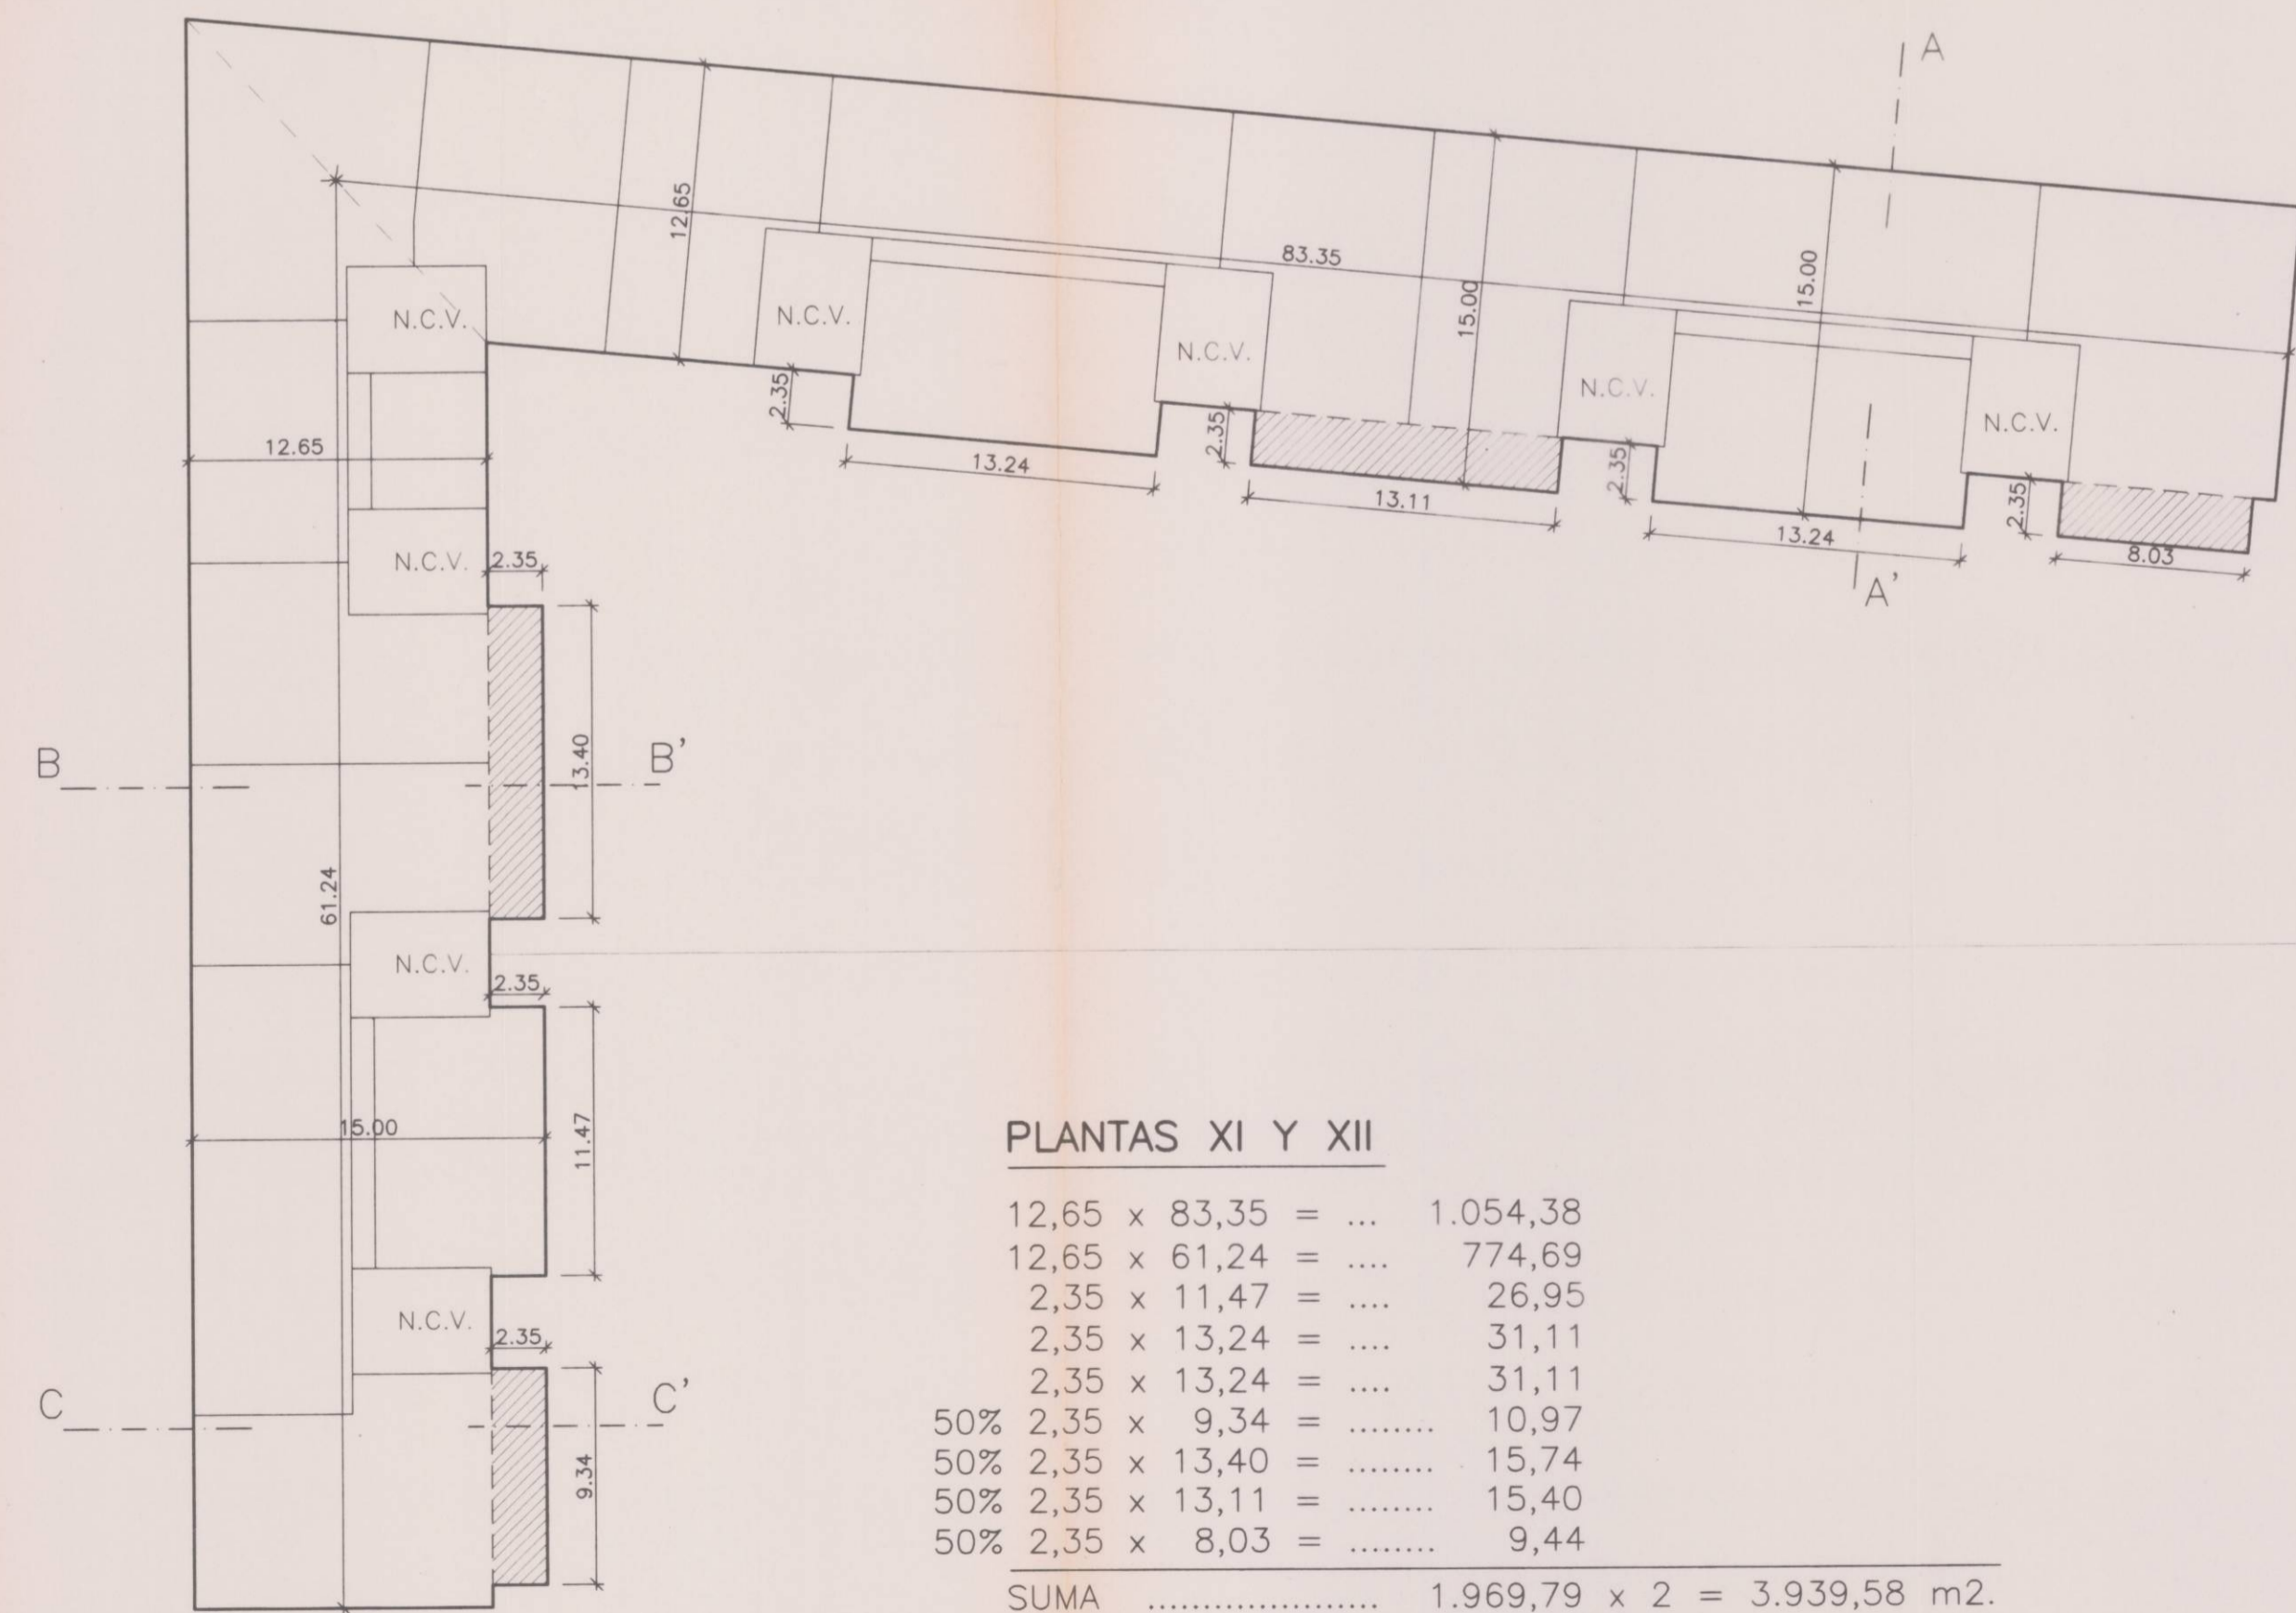 A
12.65
83.35
15.00
15.00
N.C.V.
N.C.V.
N.C.V.
N.C.V.
N.C.V.
2.35
2.35
2.35
2.35
13.24
13.11
13.24
8.03
A'
12.65
N.C.V.
2.35
B
B'
13.40
61.24
N.C.V.
2.35
15.00
11.47
N.C.V.
2.35
C
C'
9.34
PLANTAS XI Y XII
12,65 x 83,35 = ... 1.054,38
12,65 x 61,24 = .... 774,69
2,35 x 11,47 = .... 26,95
2,35 x 13,24 = .... 31,11
2,35 x 13,24 = .... 31,11
50% 2,35 x 9,34 = ........ 10,97
50% 2,35 x 13,40 = ........ 15,74
50% 2,35 x 13,11 = ........ 15,40
50% 2,35 x 8,03 = ........ 9,44
SUMA ...................... 1.969,79 x 2 = 3.939,58 m2.